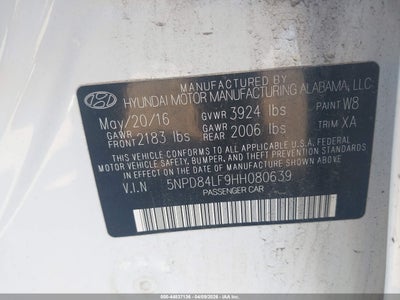 MANUFACTURED BY
HYUNDAI MOTOR MANUFACTURING ALABAMA, LLC
May/20/16 GVWR 3924 lbs PAINT W8
GAWR FRONT 2183 lbs GAWR REAR 2006 lbs TRIM XA
THIS VEHICLE CONFORMS TO ALL APPLICABLE U.S.A FEDERAL
MOTOR VEHICLE SAFETY, BUMPER, AND THEFT PREVENTION
STANDARDS IN EFFECT ON THE DATE OF MANUFACTURE SHOWN ABOVE.
V.I.N 5NPD84LF9HH080639
PASSENGER CAR